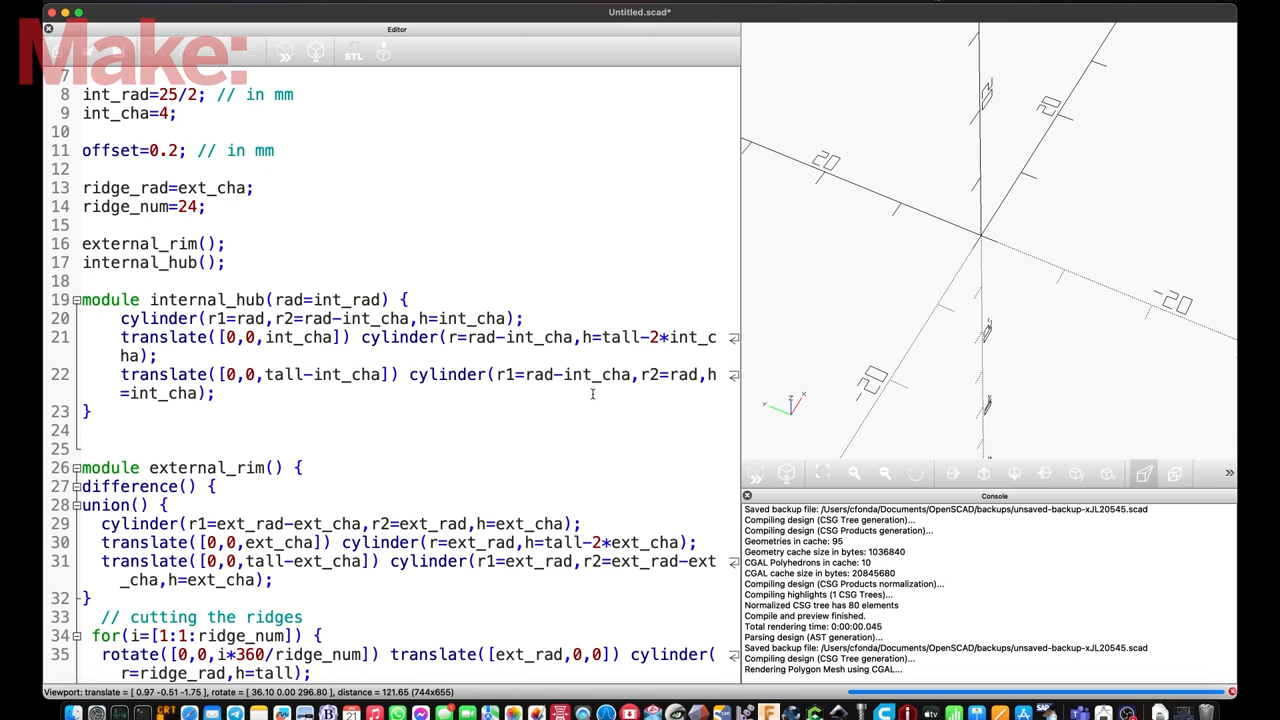 Untitled.scad*
Make:
Editor
STL
7
8 int_rad=25/2; // in mm
9 int_cha=4;
10
11 offset=0.2; // in mm
12
13 ridge_rad=ext_cha;
14 ridge_num=24;
15
16 external_rim();
17 internal_hub();
18
19 module internal_hub(rad=int_rad) {
20 cylinder(r1=rad,r2=rad-int_cha,h=int_cha);
21 translate([0,0,int_cha]) cylinder(r=rad-int_cha,h=tall-2*int_c
ha);
22 translate([0,0,tall-int_cha]) cylinder(r1=rad-int_cha,r2=rad,h
=int_cha);
23 }
24
25
26 module external_rim() {
27 difference() {
28 union() {
29 cylinder(r1=ext_rad-ext_cha,r2=ext_rad,h=ext_cha);
30 translate([0,0,ext_cha]) cylinder(r=ext_rad,h=tall-2*ext_cha);
31 translate([0,0,tall-ext_cha]) cylinder(r1=ext_rad,r2=ext_rad-ext
_cha,h=ext_cha);
32 }
33 // cutting the ridges
34 for(i=[1:1:ridge_num]) {
35 rotate([0,0,i*360/ridge_num]) translate([ext_rad,0,0]) cylinder(
r=ridge_rad,h=tall);
20
20
-20
-20
X
Y
Z
»
Console
Saved backup file: /Users/cfonda/Documents/OpenSCAD/backups/unsaved-backup-xJL20545.scad
Compiling design (CSG Tree generation)...
Compiling design (CSG Products generation)...
Geometries in cache: 95
Geometry cache size in bytes: 1036840
CGAL Polyhedrons in cache: 10
CGAL cache size in bytes: 20845680
Compiling design (CSG Products normalization)...
Compiling highlights (1 CSG Trees)...
Normalized CSG tree has 80 elements
Compile and preview finished.
Total rendering time: 0:00:00.045
Parsing design (AST generation)...
Saved backup file: /Users/cfonda/Documents/OpenSCAD/backups/unsaved-backup-xJL20545.scad
Compiling design (CSG Tree generation)...
Rendering Polygon Mesh using CGAL...
Viewport: translate = [ 0.97 -0.51 -1.75 ], rotate = [ 36.10 0.00 296.80 ], distance = 121.65 (744x655)